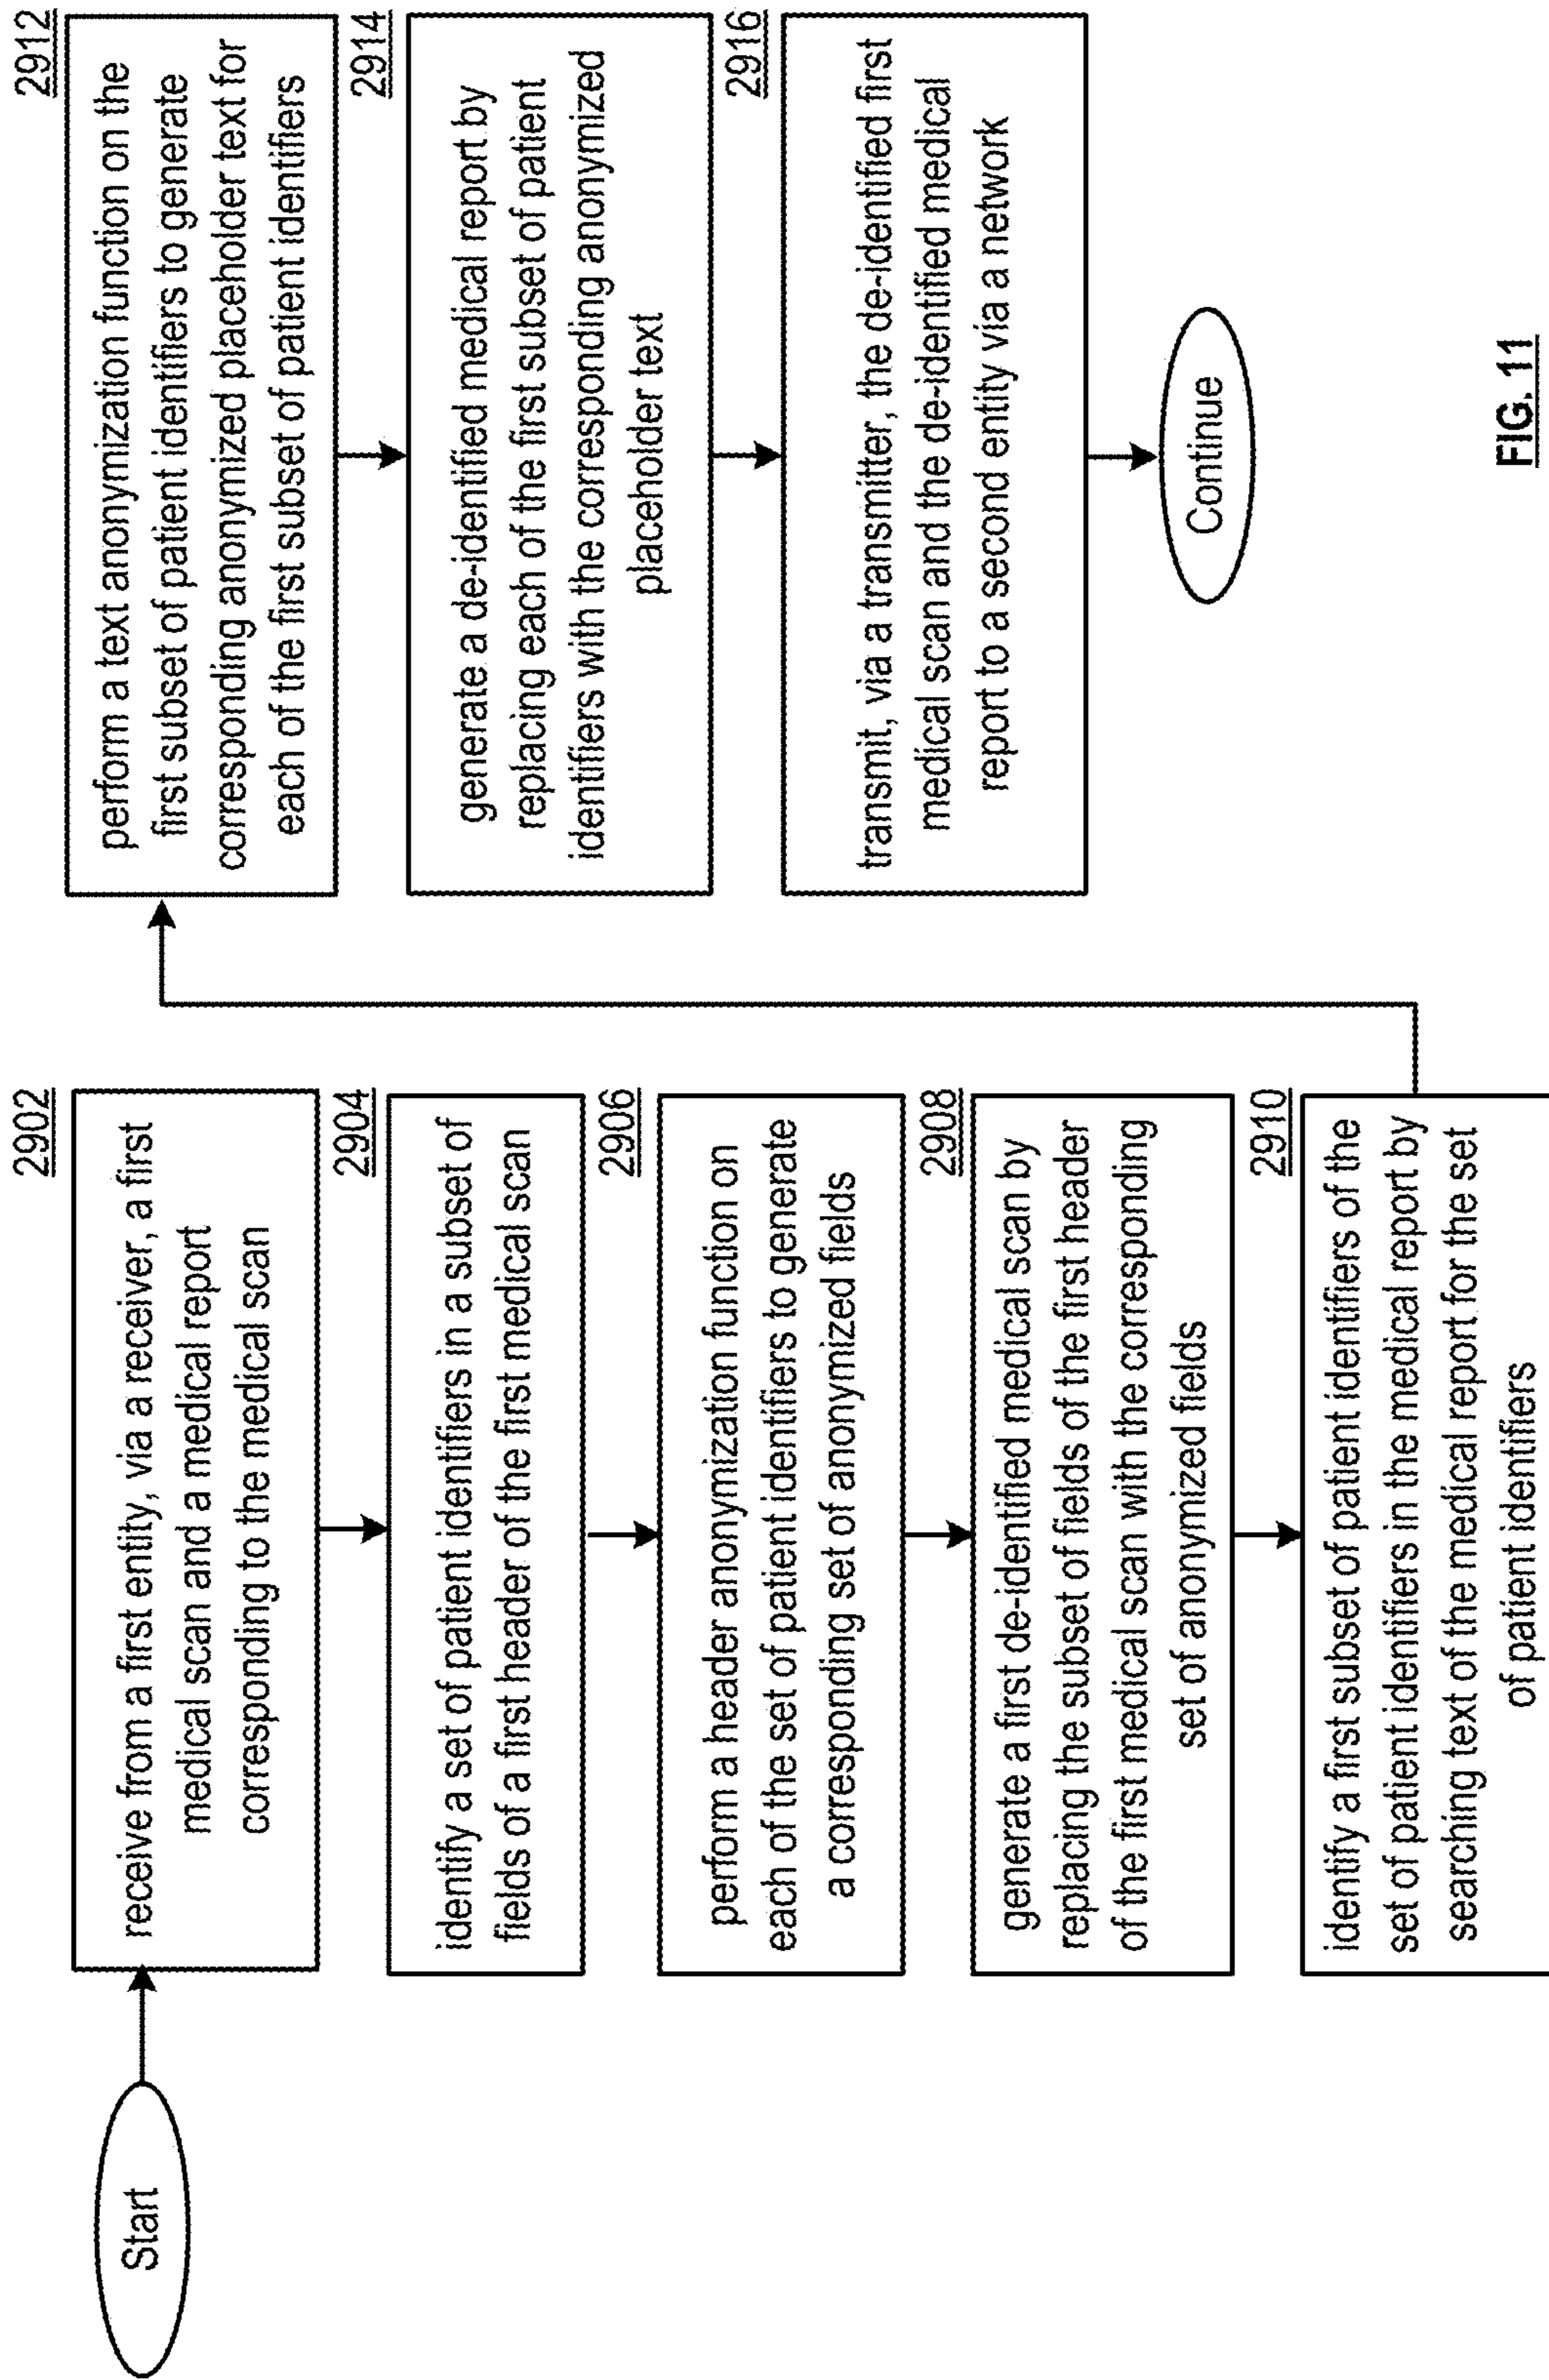 Start
2902
receive from a first entity, via a receiver, a first
medical scan and a medical report
corresponding to the medical scan
2904
identify a set of patient identifiers in a subset of
fields of a first header of the first medical scan
2906
perform a header anonymization function on
each of the set of patient identifiers to generate
a corresponding set of anonymized fields
2908
generate a first de-identified medical scan by
replacing the subset of fields of the first header
of the first medical scan with the corresponding
set of anonymized fields
2910
identify a first subset of patient identifiers of the
set of patient identifiers in the medical report by
searching text of the medical report for the set
of patient identifiers
2912
perform a text anonymization function on the
first subset of patient identifiers to generate
corresponding anonymized placeholder text for
each of the first subset of patient identifiers
2914
generate a de-identified medical report by
replacing each of the first subset of patient
identifiers with the corresponding anonymized
placeholder text
2916
transmit, via a transmitter, the de-identified first
medical scan and the de-identified medical
report to a second entity via a network
Continue
FIG. 11